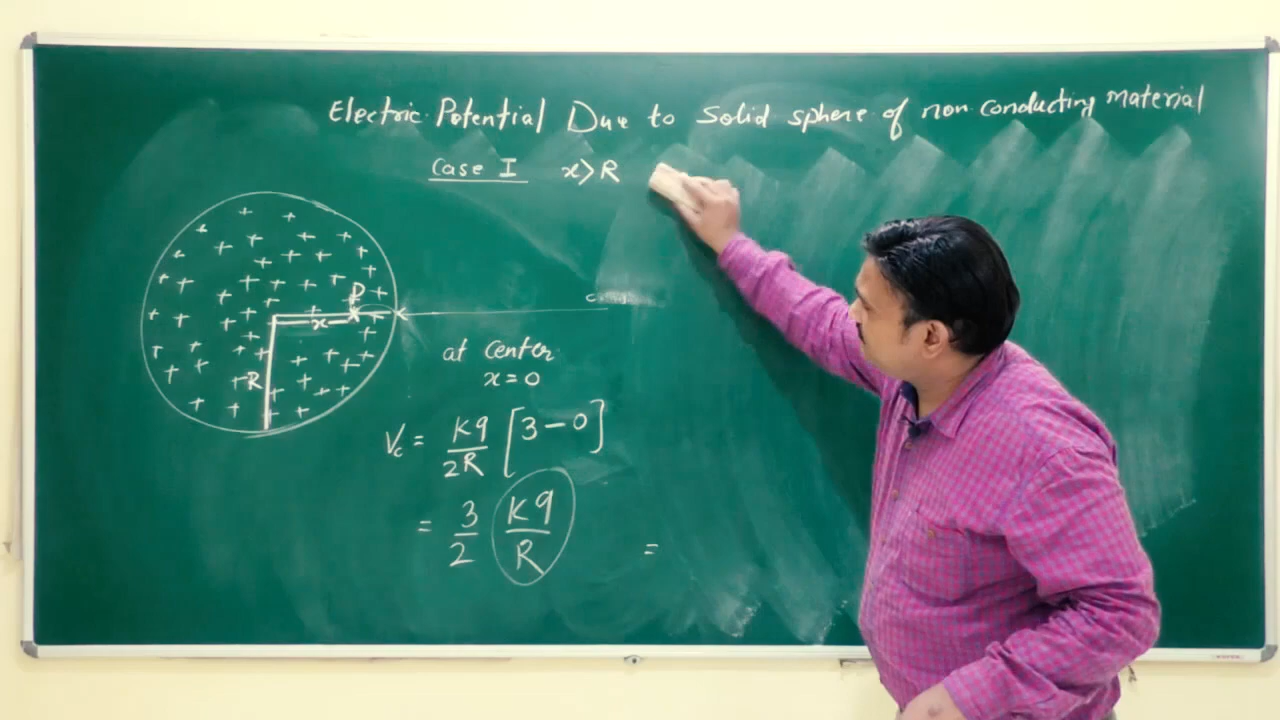 Electric Potential Due to Solid sphere of non conducting Material
Case I x>R
P
x
R
at center
x=0
Vc = Kq/2R [3-0]
= 3/2 Kq/R
=